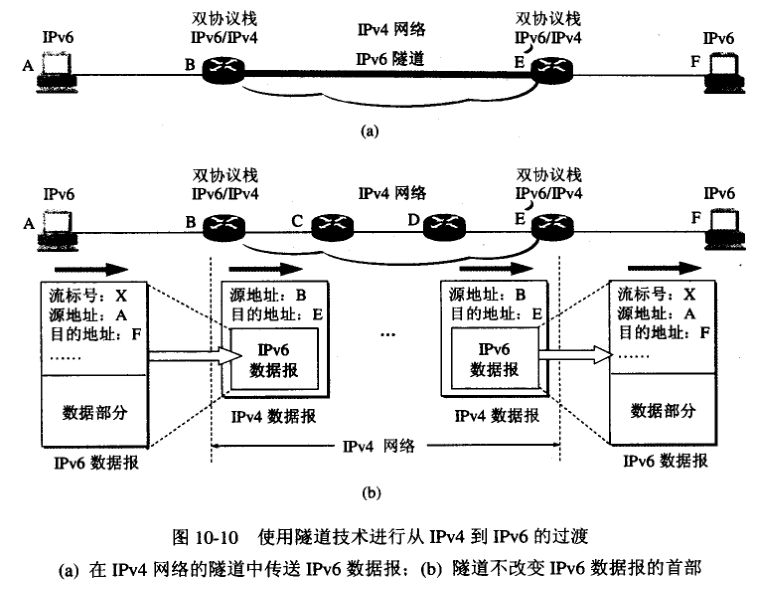 双协议栈 双协议栈
IPv6 IPv6/IPv4 IPv4 网络 IPv6/IPv4 IPv6
A B IPv6 隧道 E F
(a)
双协议栈 双协议栈
IPv6 IPv6/IPv4 IPv4 网络 IPv6/IPv4 IPv6
A B C D E F
流标号：X 源地址：B 源地址：B 流标号：X
源地址：A 目的地址：E 目的地址：E 源地址：A
目的地址：F … 目的地址：F
…… IPv6 IPv6 ……
数据报 数据报
数据部分 IPv4 数据报 IPv4 数据报 数据部分
IPv4 网络
IPv6 数据报 IPv6 数据报
(b)
图 10-10 使用隧道技术进行从 IPv4 到 IPv6 的过渡
(a) 在 IPv4 网络的隧道中传送 IPv6 数据报；(b) 隧道不改变 IPv6 数据报的首部